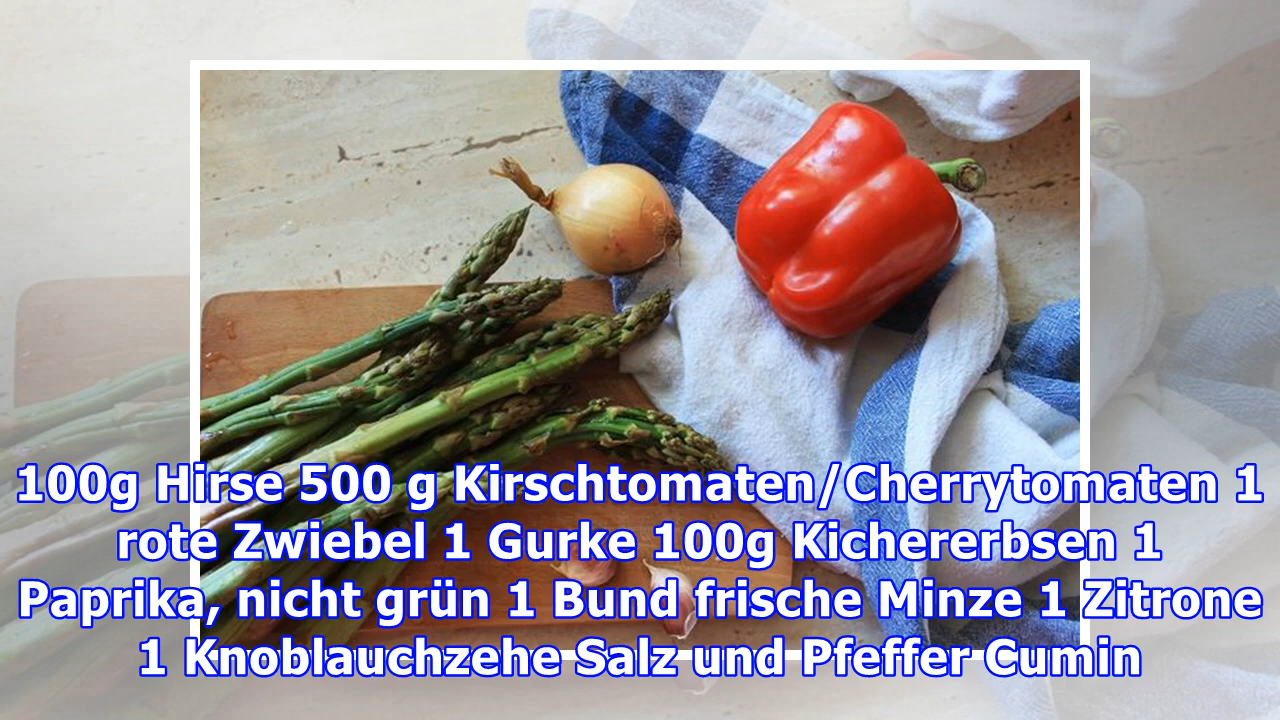 100g Hirse 500 g Kirschtomaten/Cherrytomaten 1
rote Zwiebel 1 Gurke 100g Kichererbsen 1
Paprika, nicht grün 1 Bund frische Minze 1 Zitrone
1 Knoblauchzehe Salz und Pfeffer Cumin